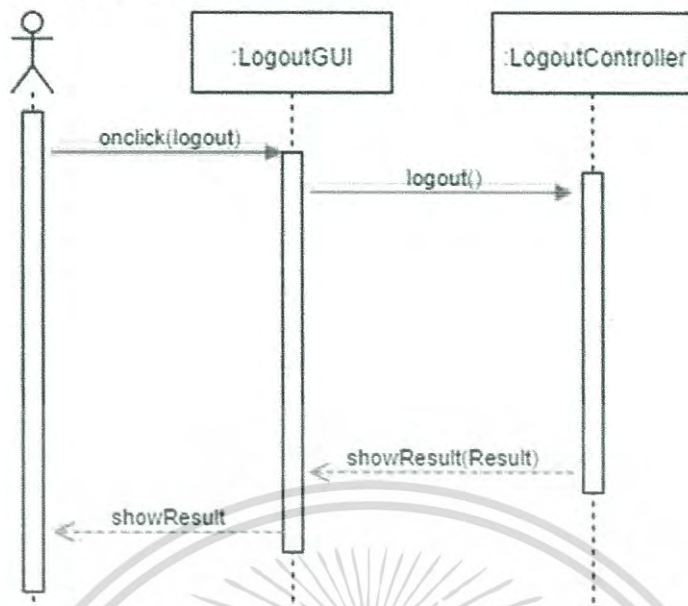 :LogoutGUI
:LogoutController
onclick(logout)
logout()
showResult(Result)
showResult